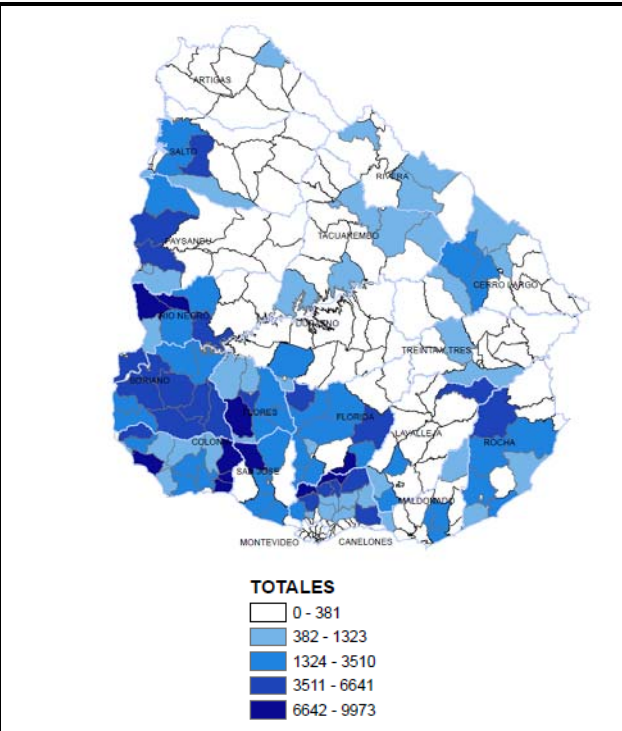 ARTIGAS
SALTO
RIVERA
PAYSANDU
TACUAREMBO
CERRO LARGO
RIO NEGRO
DURAZNO
TREINTA Y TRES
SORIANO
FLORES
FLORIDA
LAVALLEJA
ROCHA
COLONIA
SAN JOSE
MALDONADO
MONTEVIDEO
CANELONES
TOTALES
0 - 381
382 - 1323
1324 - 3510
3511 - 6641
6642 - 9973